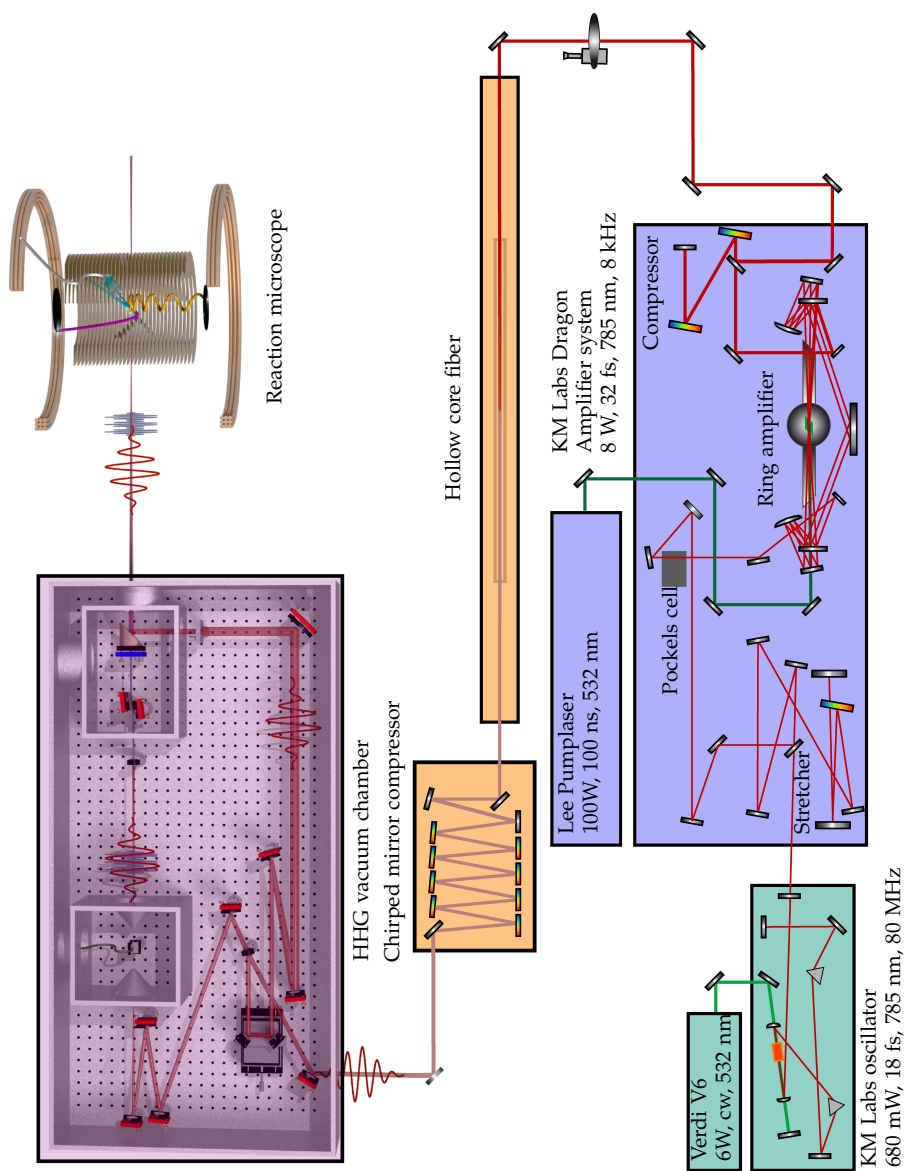 Reaction microscope
HHG vacuum chamber
Chirped mirror compressor
Hollow core fiber
KM Labs Dragon
Amplifier system
8 W, 32 fs, 785 nm, 8 kHz
Lee Pumplaser
100W, 100 ns, 532 nm
Compressor
Ring amplifier
Pockels cell
Stretcher
Verdi V6
6W, cw, 532 nm
KM Labs oscillator
680 mW, 18 fs, 785 nm, 80 MHz